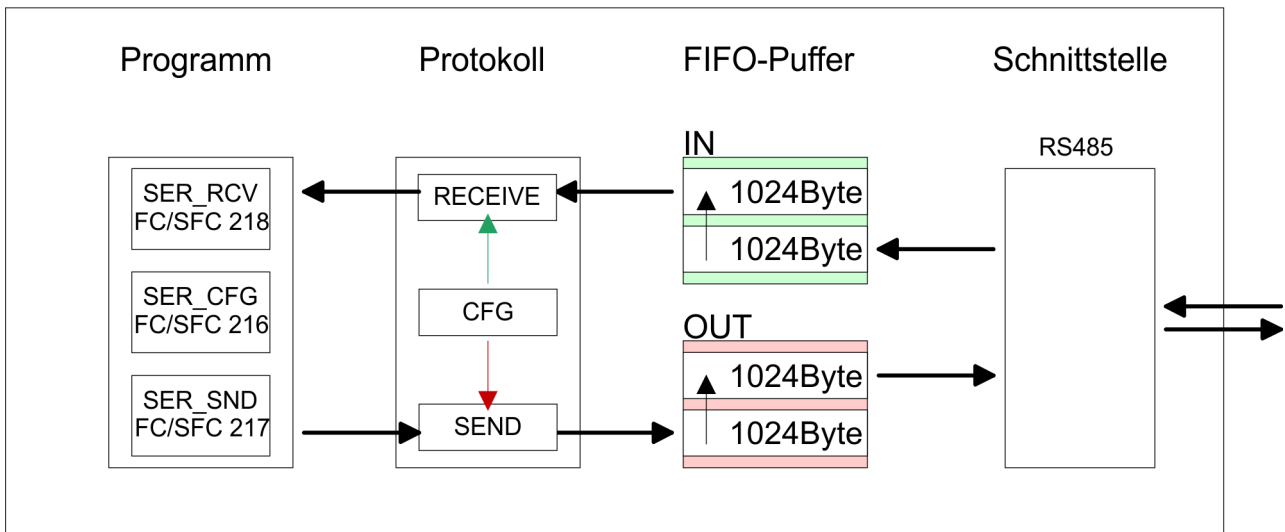 Programm
Protokoll
FIFO-Puffer
Schnittstelle
SER_RCV
FC/SFC 218
SER_CFG
FC/SFC 216
SER_SND
FC/SFC 217
RECEIVE
CFG
SEND
IN
1024Byte
1024Byte
OUT
1024Byte
1024Byte
RS485